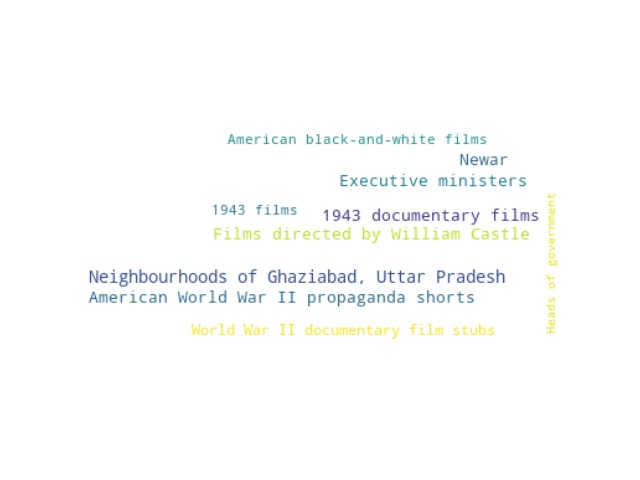 American black-and-white films
Newar
Executive ministers
1943 films
1943 documentary films
Films directed by William Castle
Heads of government
Neighbourhoods of Ghaziabad, Uttar Pradesh
American World War II propaganda shorts
World War II documentary film stubs